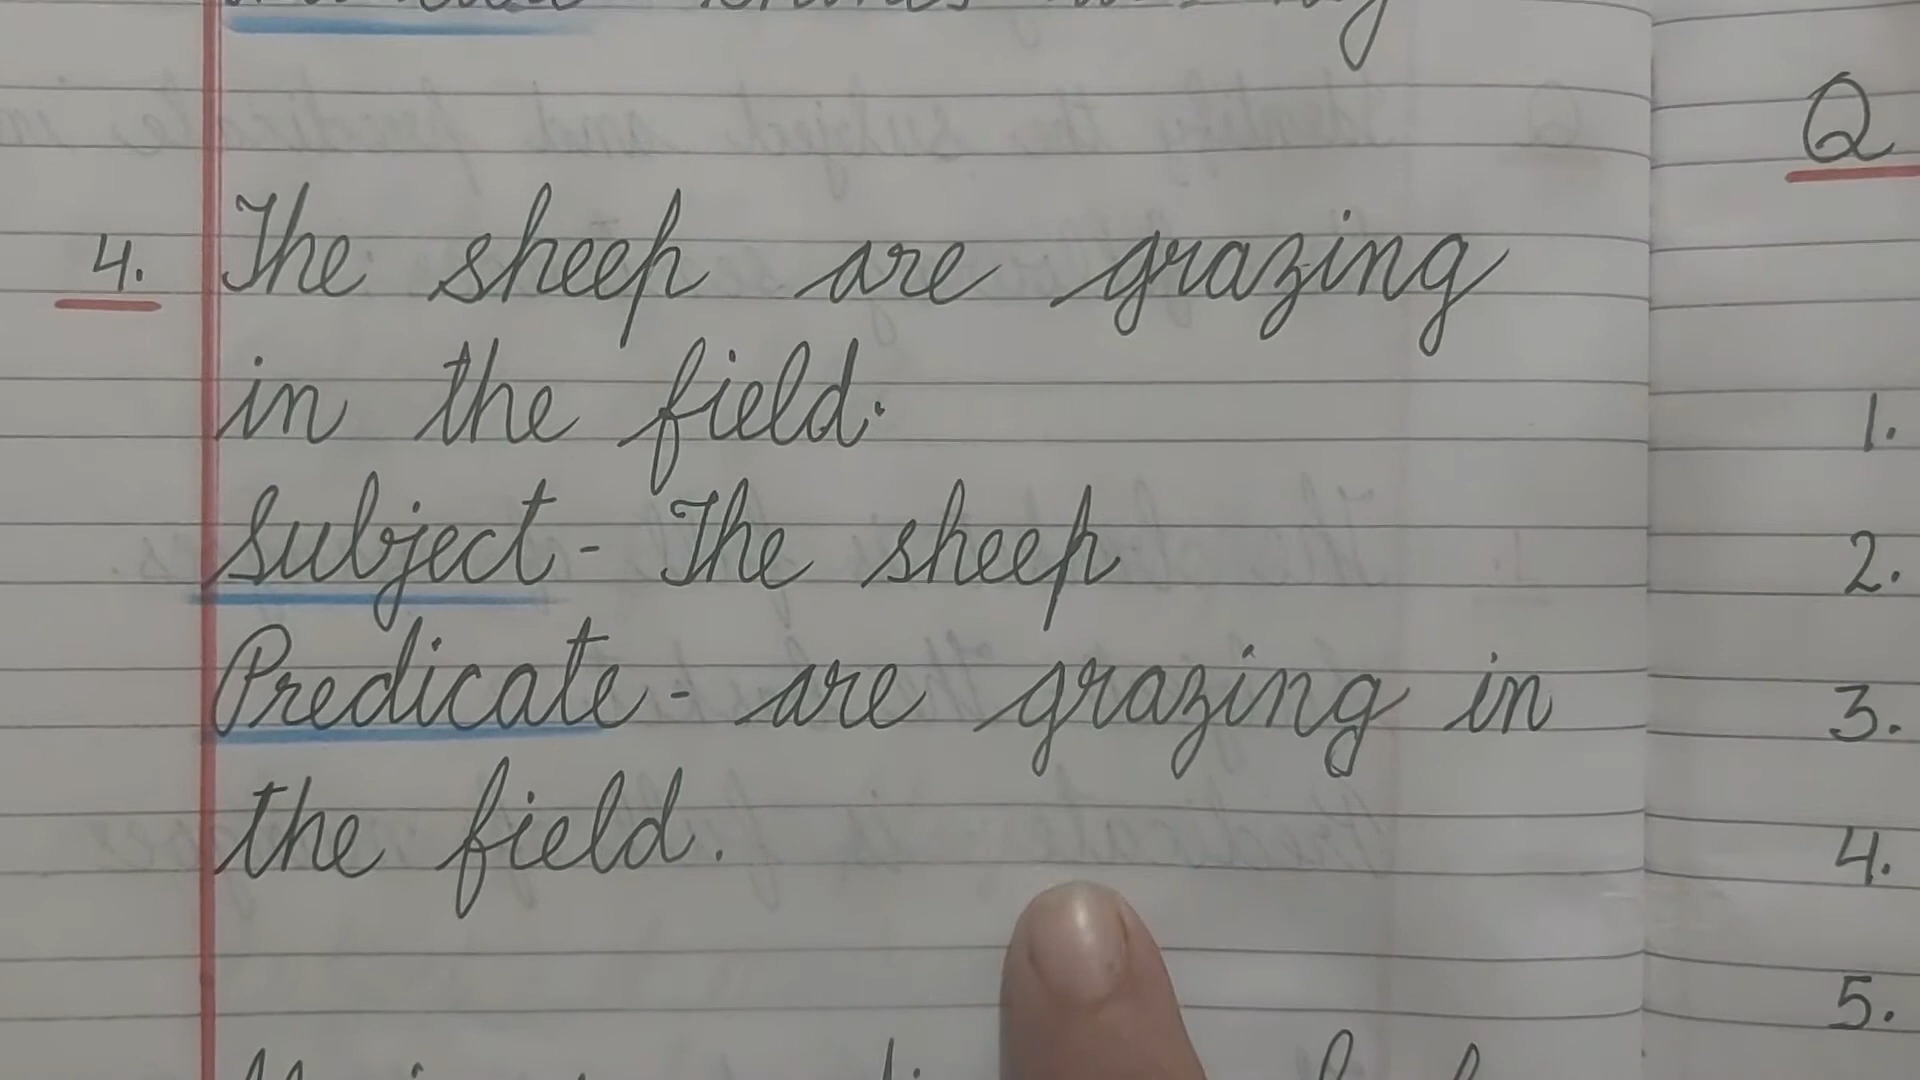 4. The sheep are grazing
in the field.
Subject - The sheep
Predicate - are grazing in
the field.
Q
1.
2.
3.
4.
5.